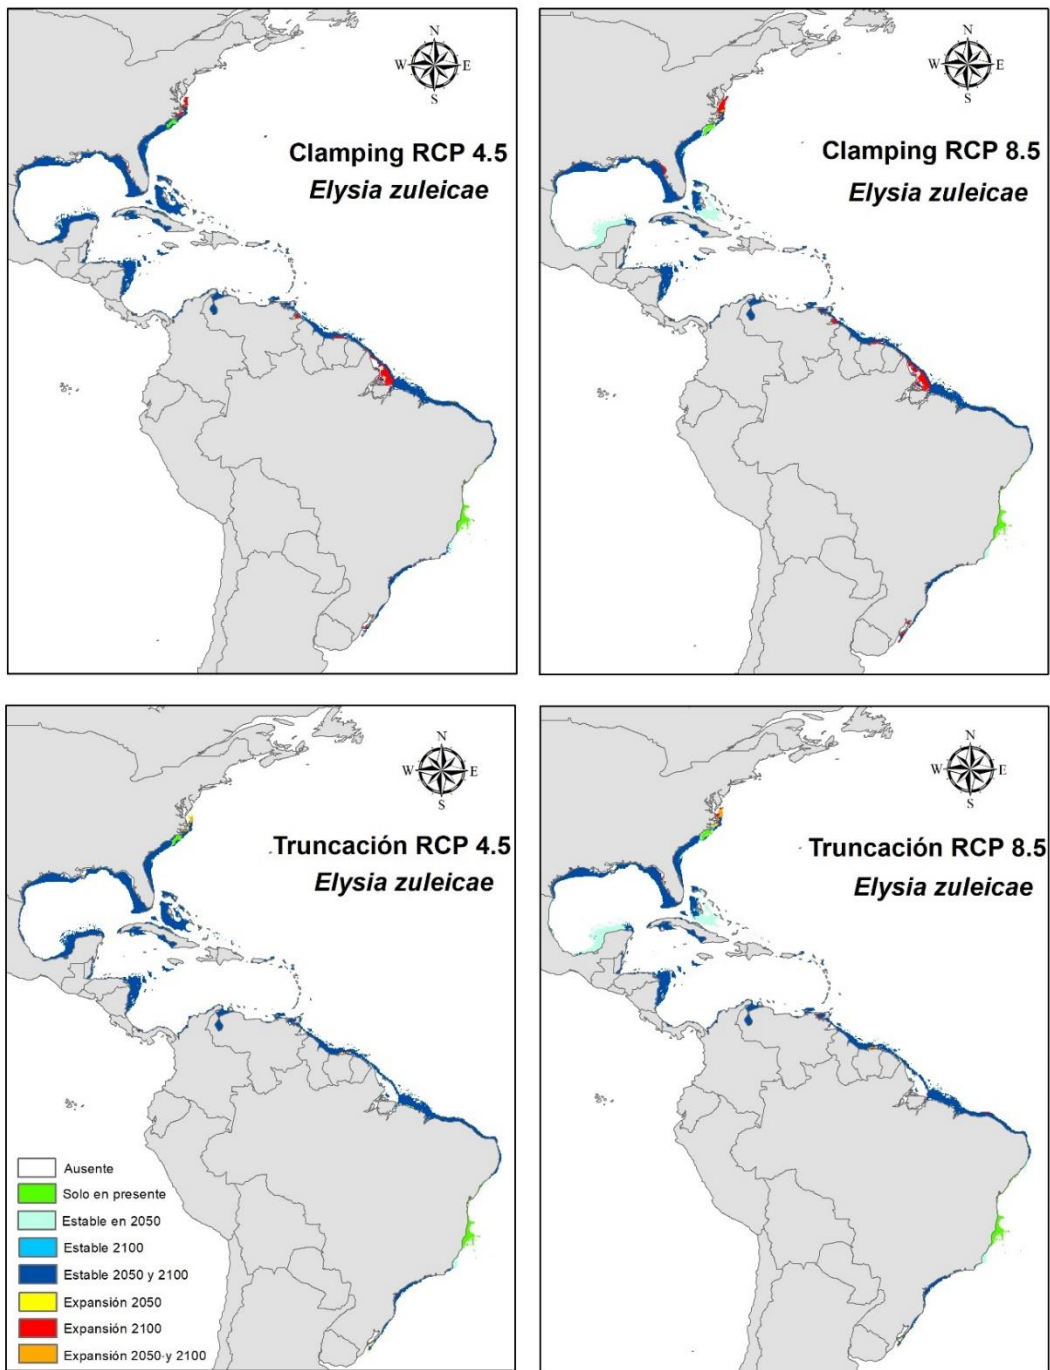 N
W E
S
Clamping RCP 4.5
Elysia zuleicae
N
W E
S
Clamping RCP 8.5
Elysia zuleicae
N
W E
S
Truncación RCP 4.5
Elysia zuleicae
Ausente
Solo en presente
Estable en 2050
Estable 2100
Estable 2050 y 2100
Expansión 2050
Expansión 2100
Expansión 2050 y 2100
N
W E
S
Truncación RCP 8.5
Elysia zuleicae